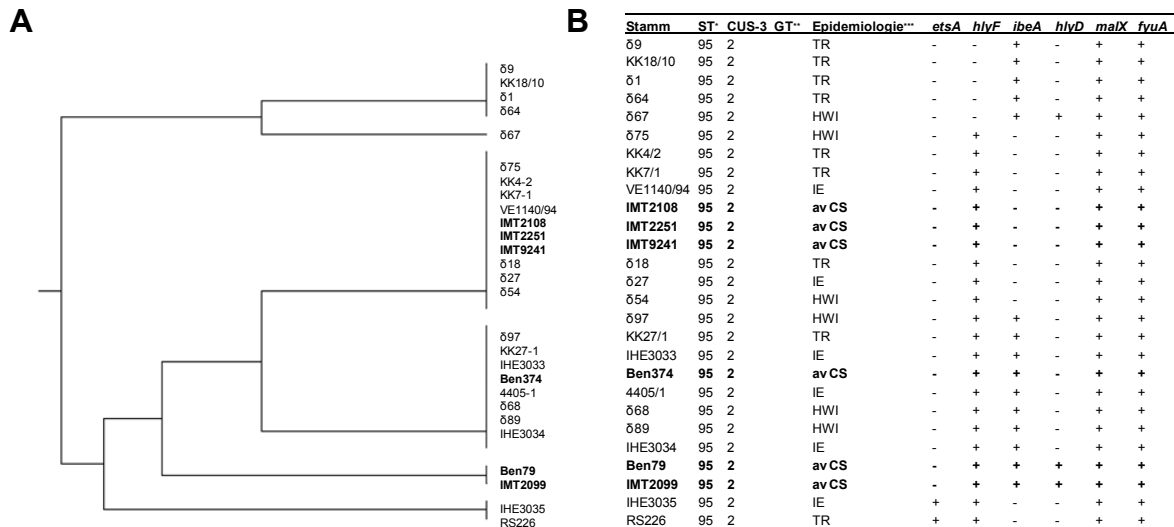 A
δ9
KK18/10
δ1
δ64
δ67
δ75
KK4-2
KK7-1
VE1140/94
IMT2108
IMT2251
IMT9241
δ18
δ27
δ54
δ97
KK27-1
IHE3033
Ben374
4405-1
δ68
δ89
IHE3034
Ben79
IMT2099
IHE3035
RS226
B
Stamm ST* CUS-3 GT** Epidemiologie*** etsA hlyF ibeA hlyD malX fyuA
δ9 95 2 TR - - + - + +
KK18/10 95 2 TR - - + - + +
δ1 95 2 TR - - + - + +
δ64 95 2 TR - - + - + +
δ67 95 2 HWI - - + + + +
δ75 95 2 HWI - + - - + +
KK4/2 95 2 TR - + - - + +
KK7/1 95 2 TR - + - - + +
VE1140/94 95 2 IE - + - - + +
IMT2108 95 2 av CS - + - - + +
IMT2251 95 2 av CS - + - - + +
IMT9241 95 2 av CS - + - - + +
δ18 95 2 TR - + - - + +
δ27 95 2 IE - + - - + +
δ54 95 2 HWI - + - - + +
δ97 95 2 HWI - + + - + +
KK27/1 95 2 TR - + + - + +
IHE3033 95 2 IE - + + - + +
Ben374 95 2 av CS - + + - + +
4405/1 95 2 IE - + + - + +
δ68 95 2 HWI - + + - + +
δ89 95 2 HWI - + + - + +
IHE3034 95 2 IE - + + - + +
Ben79 95 2 av CS - + + + + +
IMT2099 95 2 av CS - + + + + +
IHE3035 95 2 IE + + - - + +
RS226 95 2 TR + + - - + +